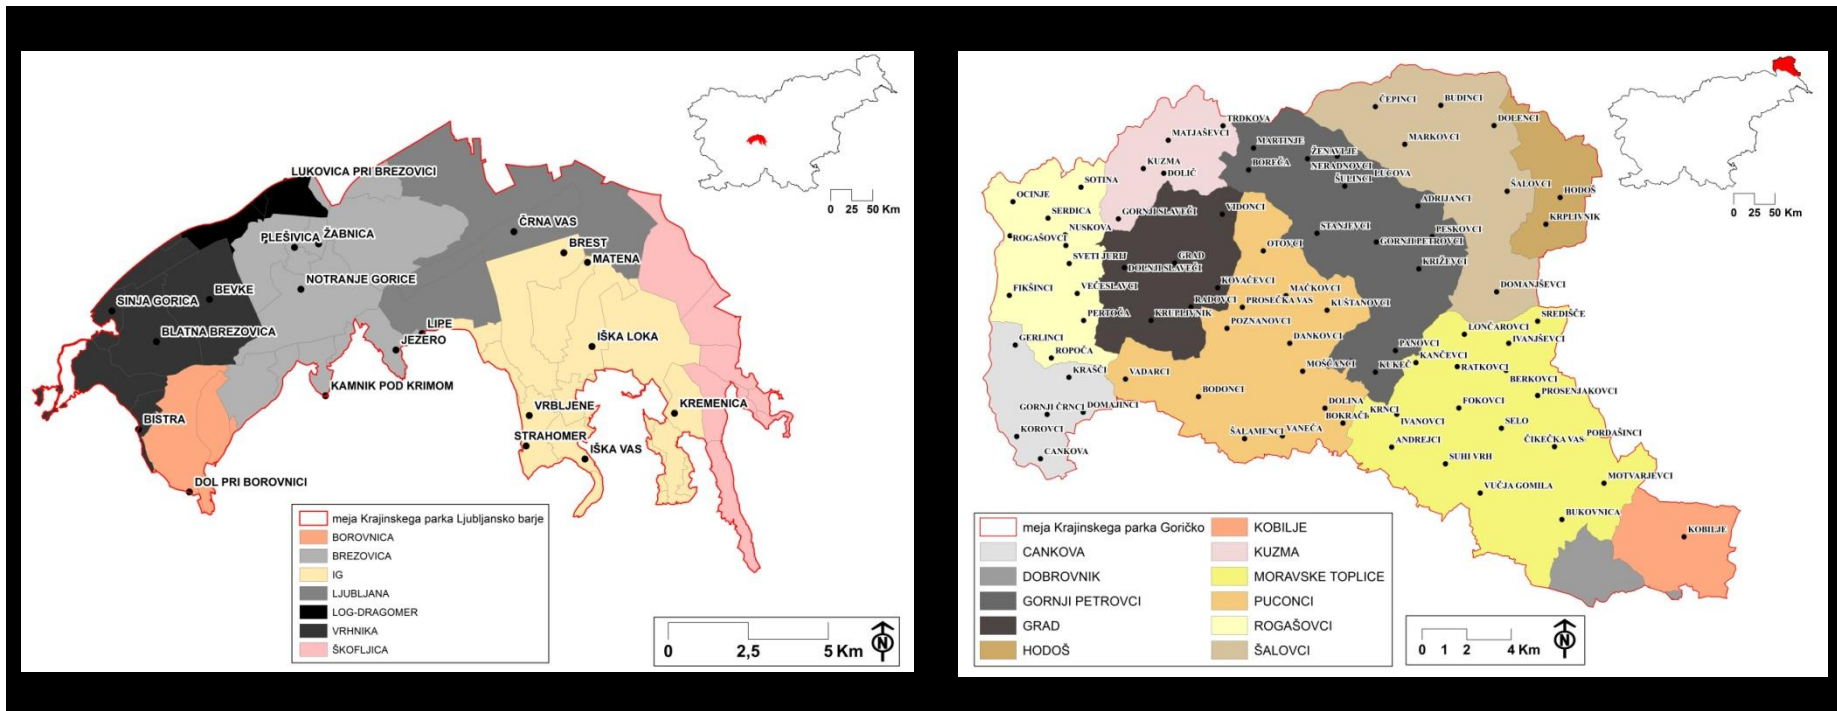 LUKOVICA PRI BREZOVICI
PLEŠIVICA
ŽABNICA
ČRNA VAS
BREST
MATENA
NOTRANJE GORICE
BEVKE
SINJA GORICA
BLATNA BREZOVICA
LIPE
JEZERO
IŠKA LOKA
KAMNIK POD KRIMOM
VRBLJENE
KREMENICA
BISTRA
STRAHOMER
IŠKA VAS
DOL PRI BOROVNICI
0 25 50 Km
meja Krajinskega parka Ljubljansko barje
BOROVNICA
BREZOVICA
IG
LJUBLJANA
LOG-DRAGOMER
VRHNIKA
ŠKOFLJICA
0 2,5 5 Km
N
ČEPINCI
BUDINCI
TRDKOVA
DOLENCI
MATJAŠEVCI
MARTINJE
MARKOVCI
ŽENAVLJE
KUZMA
BOREČA
NERADNOVCI
DOLIČ
LUCOVA
ŠULINCI
SOTINA
OCINJE
ŠALOVCI
HODOŠ
ADRIJANCI
SERDICA
GORNJI SLAVEČI
VIDONCI
KRPLIVNIK
NUSKOVA
STANJEVCI
PESKOVCI
ROGAŠOVCI
OTOVCI
GORNJI PETROVCI
SVETI JURIJ
GRAD
DOLNJI SLAVEČI
KRIŽEVCI
KOVAČEVCI
FIKŠINCI
VEČESLAVCI
MAČKOVCI
DOMANJŠEVCI
RADOVCI
PROSEČKA VAS
KUŠTANOVCI
PERTOČA
KRUPLIVNIK
POZNANOVCI
SREDIŠČE
LONČAROVCI
GERLINCI
DANKOVCI
IVANJŠEVCI
PANOVCI
ROPOČA
KANČEVCI
MOŠČANCI
KUKEČ
RATKOVCI
KRAŠČI
VADARCI
BERKOVCI
BODONCI
PROSENJAKOVCI
DOLINA
FOKOVCI
GORNJI ČRNCI
DOMAJINCI
BOKRAČI
KRNCI
IVANOVCI
SELO
KOROVCI
ŠALAMENCI
VANEČA
PORDAŠINCI
ANDREJCI
ČIKEČKA VAS
CANKOVA
SUHI VRH
MOTVARJEVCI
VUČJA GOMILA
BUKOVNICA
KOBILJE
0 25 50 Km
meja Krajinskega parka Goričko
CANKOVA
DOBROVNIK
GORNJI PETROVCI
GRAD
HODOŠ
KOBILJE
KUZMA
MORAVSKE TOPLICE
PUCONCI
ROGAŠOVCI
ŠALOVCI
0 1 2 4 Km
N